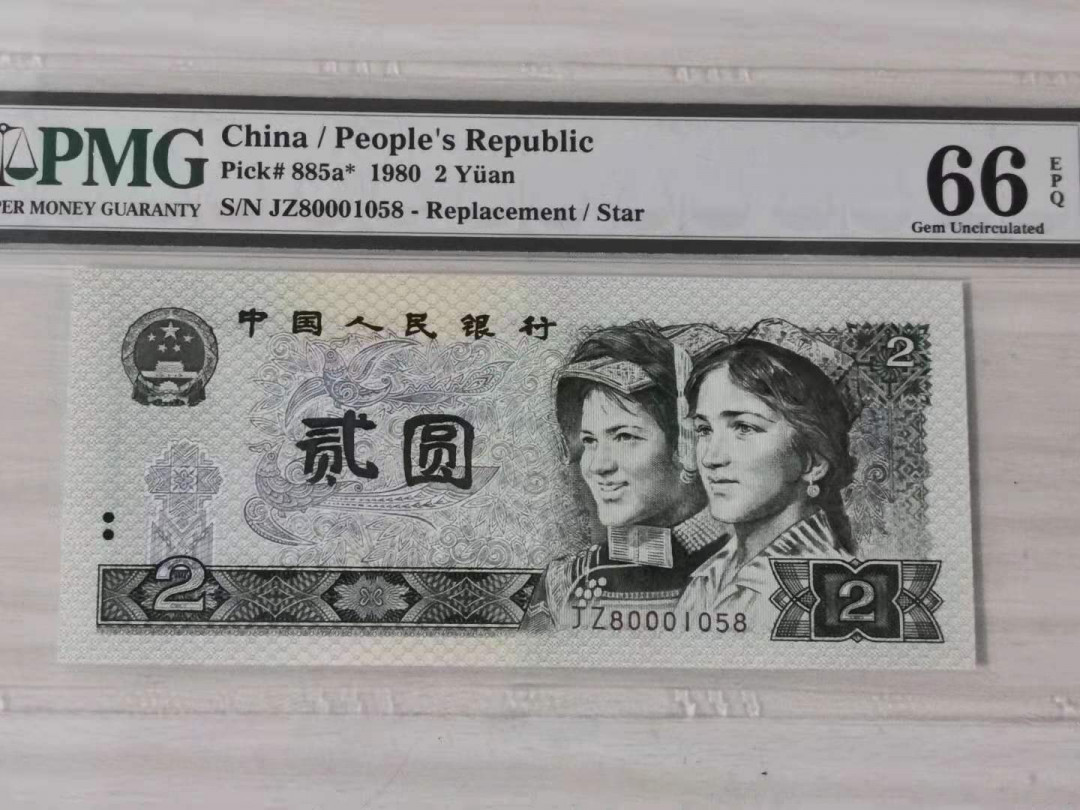 PMG
China / People's Republic
Pick# 885a* 1980 2 Yüan
ER MONEY GUARANTY
S/N JZ80001058 - Replacement / Star
66
EPQ
Gem Uncirculated
中国人民银行
2
贰圆
2
2
JZ80001058